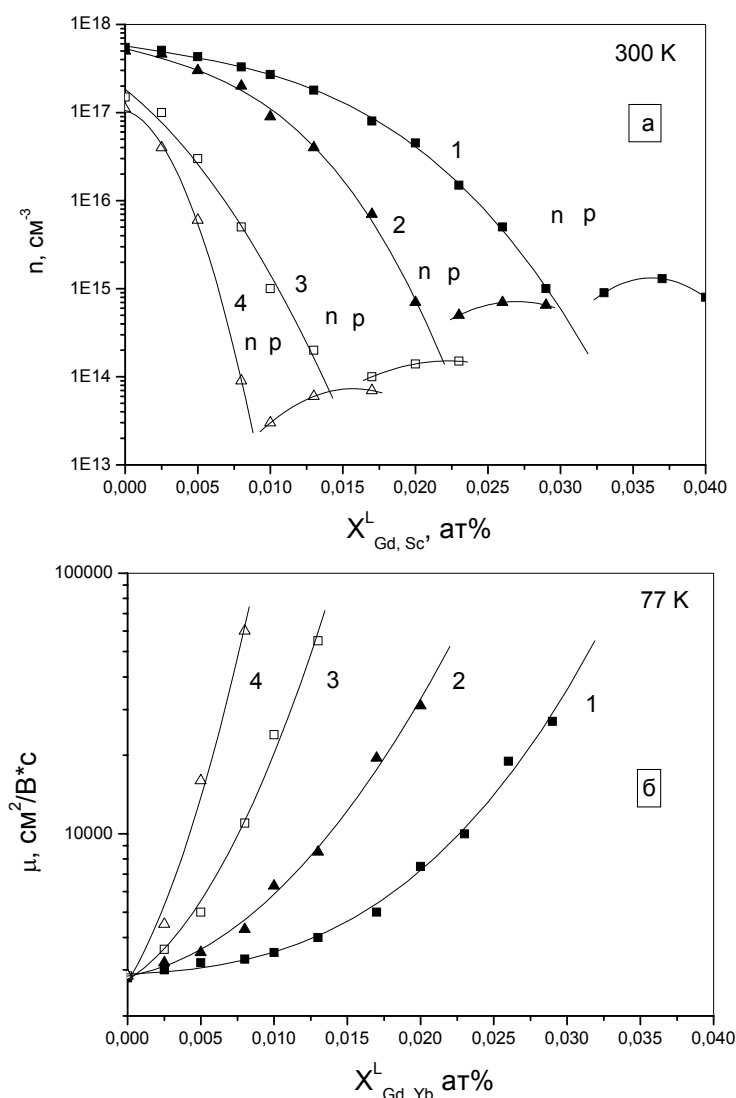 1E18
1E17
1E16
1E15
1E14
1E13
n, см⁻³
300 K
а
1
2
3
4
n p
n p
n p
n p
0,000 0,005 0,010 0,015 0,020 0,025 0,030 0,035 0,040
X^L_Gd, Sc, ат%
100000
10000
μ, см²/В*с
77 K
б
4
3
2
1
0,000 0,005 0,010 0,015 0,020 0,025 0,030 0,035 0,040
X^L_Gd, Yb ат%